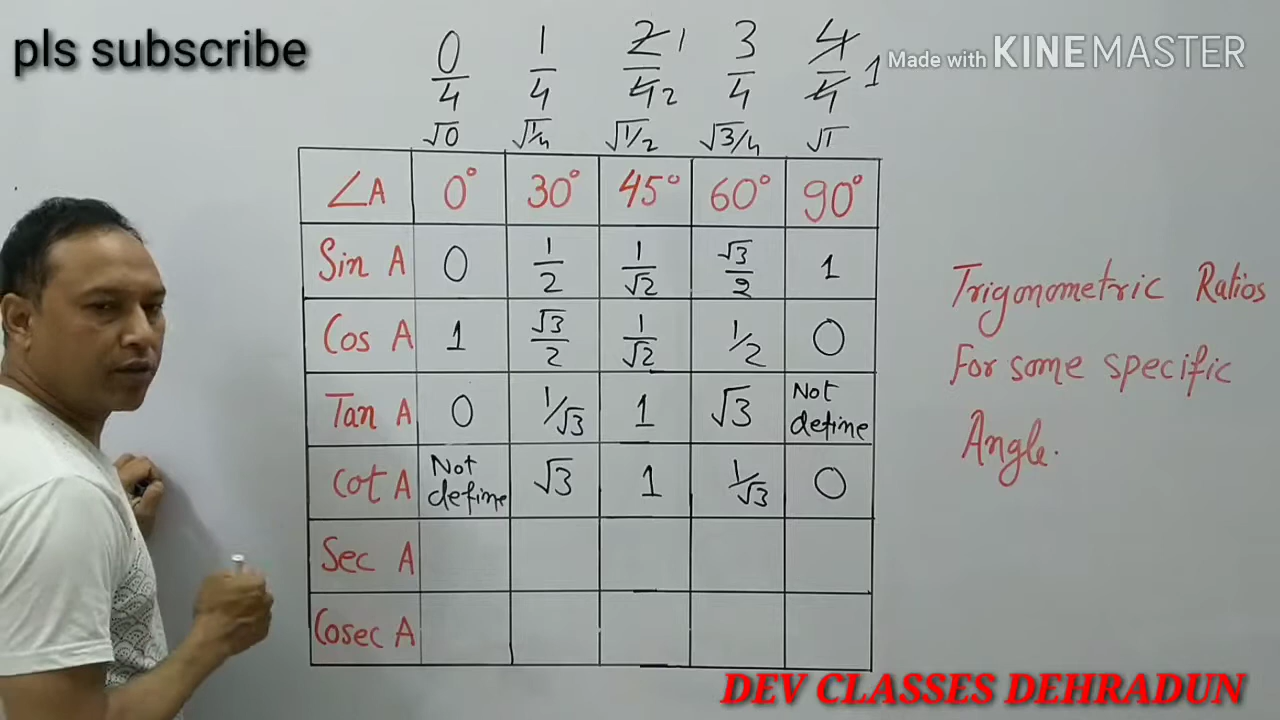 pls subscribe
Made with KINEMASTER
0/4 1/4 2/4 1 2 3/4 4/4 1
√0 √1/4 √1/2 √3/4 √1
∠A 0° 30° 45° 60° 90°
Sin A 0 1/2 1/√2 √3/2 1
Cos A 1 √3/2 1/√2 1/2 0
Tan A 0 1/√3 1 √3 Not define
Cot A Not define √3 1 1/√3 0
Sec A
Cosec A
Trigonometric Ratios
For some specific
Angle.
DEV CLASSES DEHRADUN